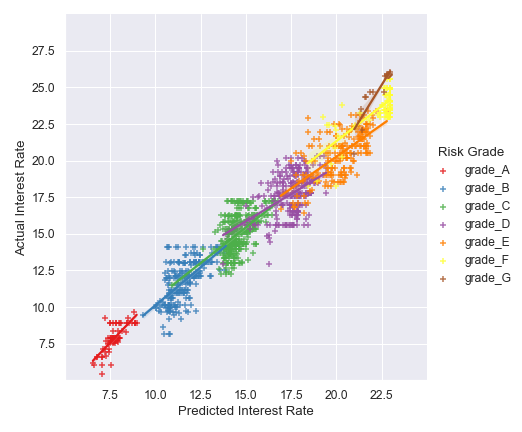 27.5
25.0
22.5
20.0
17.5
15.0
12.5
10.0
7.5
Actual Interest Rate
7.5 10.0 12.5 15.0 17.5 20.0 22.5
Predicted Interest Rate
Risk Grade
grade_A
grade_B
grade_C
grade_D
grade_E
grade_F
grade_G